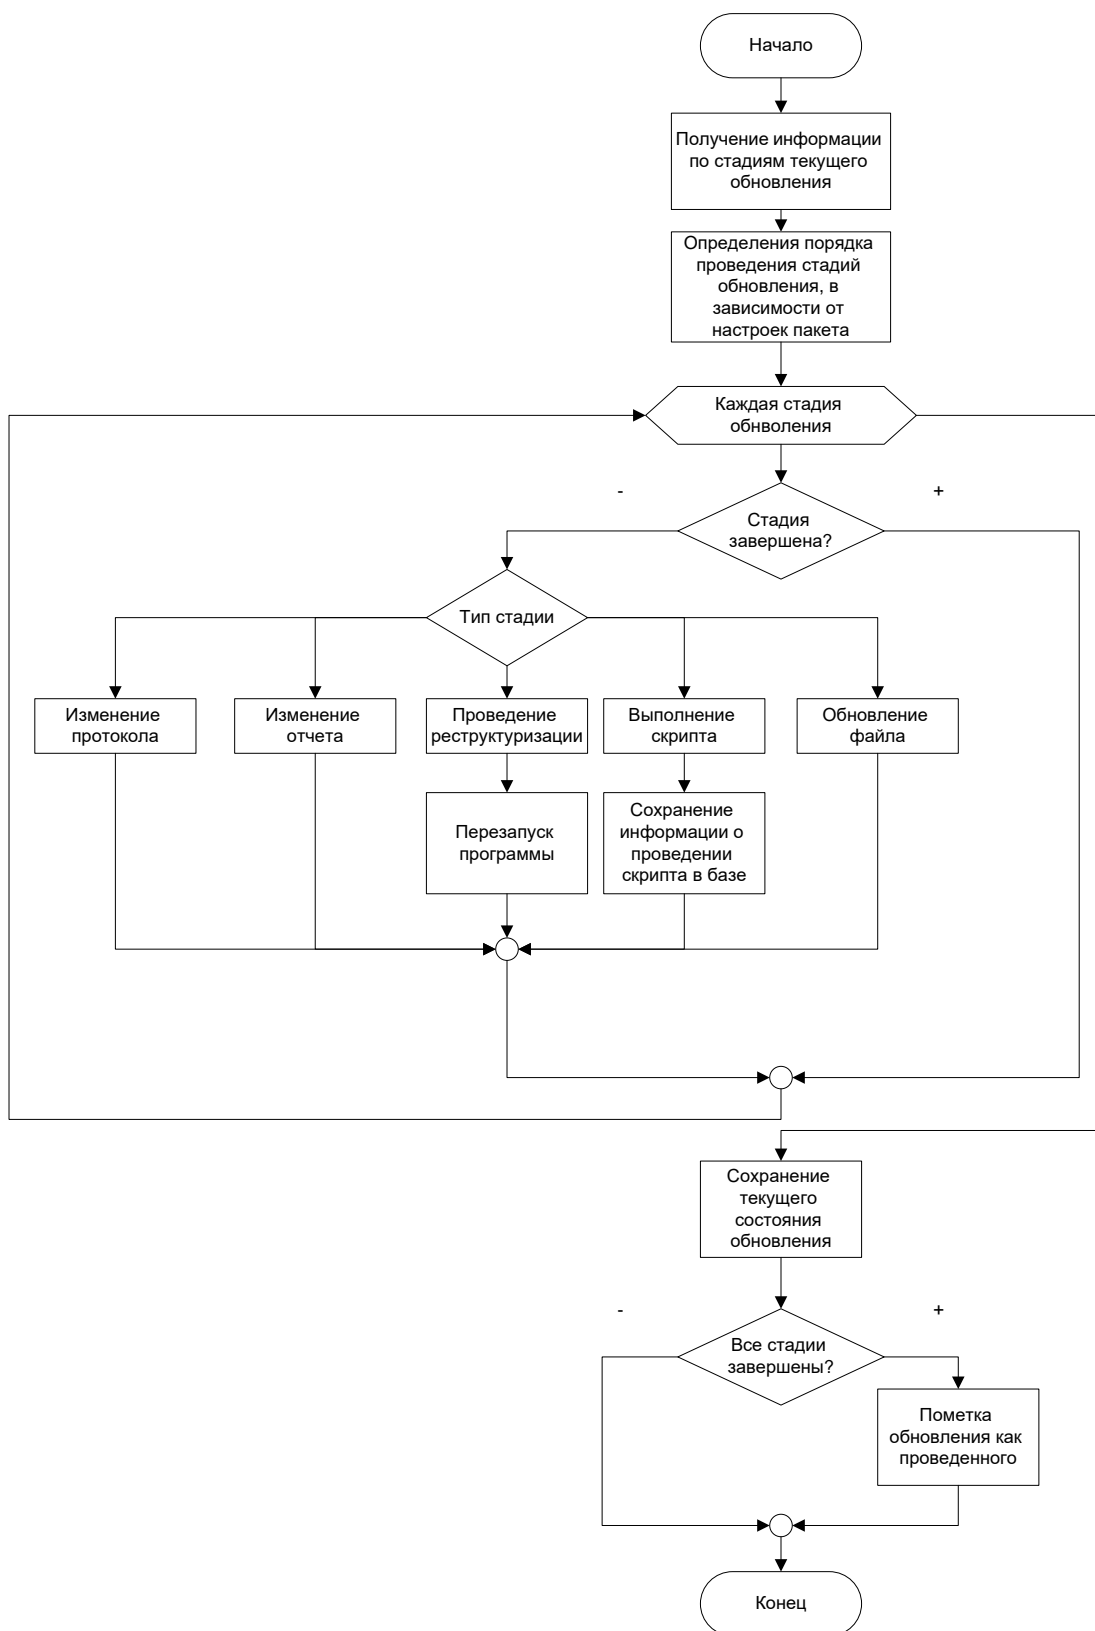 Начало
Получение информации
по стадиям текущего
обновления
Определения порядка
проведения стадий
обновления, в
зависимости от
настроек пакета
Каждая стадия
обнволения
-
+
Стадия
завершена?
Тип стадии
Изменение
протокола
Изменение
отчета
Проведение
реструктуризации
Выполнение
скрипта
Обновление
файла
Перезапуск
программы
Сохранение
информации о
проведении
скрипта в базе
Сохранение
текущего
состояния
обновления
-
+
Все стадии
завершены?
Пометка
обновления как
проведенного
Конец